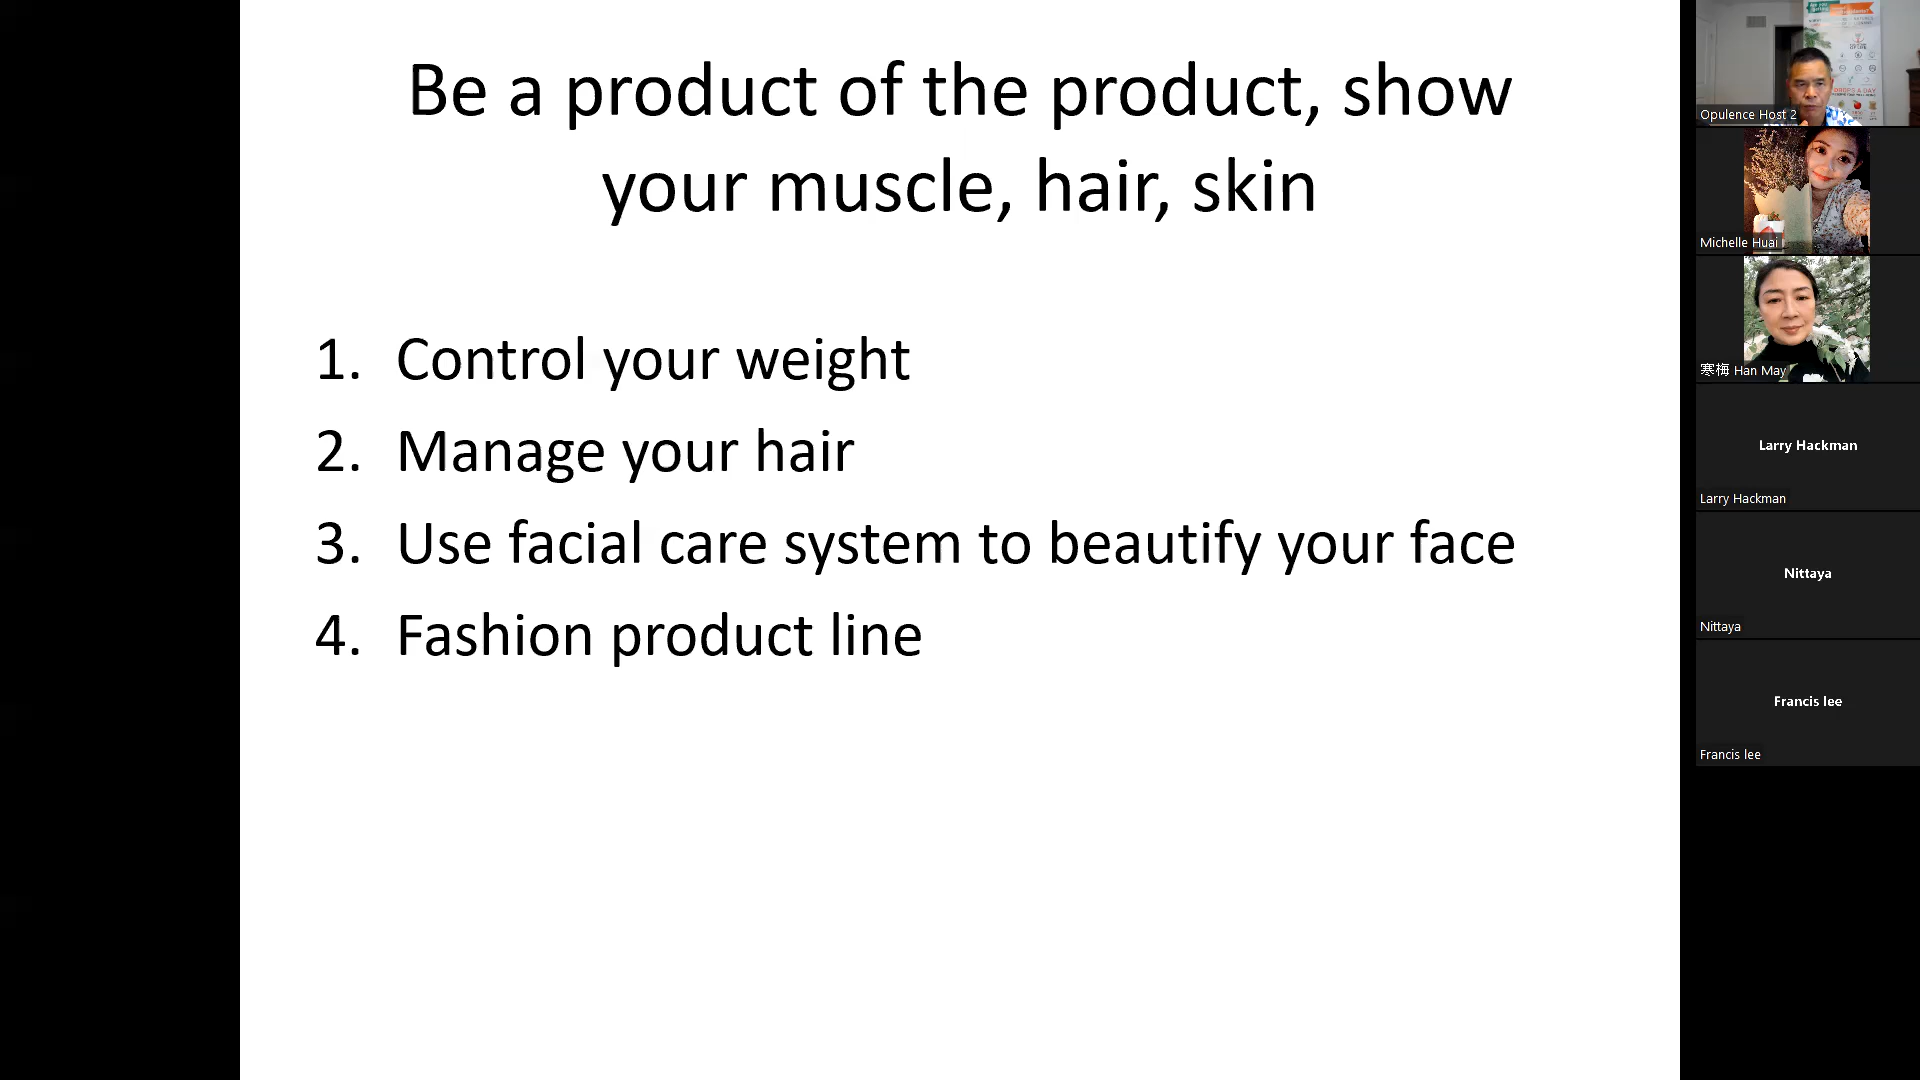 Be a product of the product, show
your muscle, hair, skin
1. Control your weight
2. Manage your hair
3. Use facial care system to beautify your face
4. Fashion product line
DROPS A DAY
Opulence Host 2
Michelle Huai
寒梅 Han May
Larry Hackman
Larry Hackman
Nittaya
Nittaya
Francis lee
Francis lee